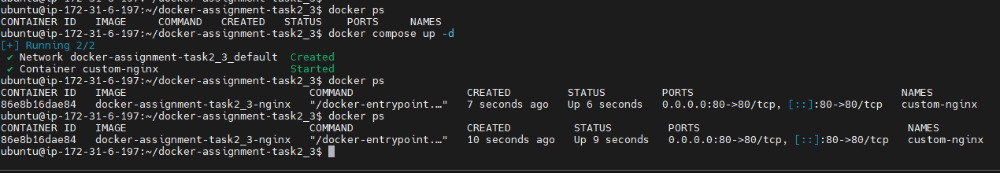 ubuntu@ip-172-31-6-197:~/docker-assignment-task2_3$ docker ps
CONTAINER ID   IMAGE     COMMAND   CREATED   STATUS    PORTS     NAMES
ubuntu@ip-172-31-6-197:~/docker-assignment-task2_3$ docker compose up -d
[+] Running 2/2
 ✔ Network docker-assignment-task2_3_default  Created
 ✔ Container custom-nginx                     Started
ubuntu@ip-172-31-6-197:~/docker-assignment-task2_3$ docker ps
CONTAINER ID   IMAGE                             COMMAND                  CREATED         STATUS         PORTS                                 NAMES
86e8b16dae84   docker-assignment-task2_3-nginx   "/docker-entrypoint.…"   7 seconds ago   Up 6 seconds   0.0.0.0:80->80/tcp, [::]:80->80/tcp   custom-nginx
ubuntu@ip-172-31-6-197:~/docker-assignment-task2_3$ docker ps
CONTAINER ID   IMAGE                             COMMAND                  CREATED          STATUS         PORTS                                 NAMES
86e8b16dae84   docker-assignment-task2_3-nginx   "/docker-entrypoint.…"   10 seconds ago   Up 9 seconds   0.0.0.0:80->80/tcp, [::]:80->80/tcp   custom-nginx
ubuntu@ip-172-31-6-197:~/docker-assignment-task2_3$